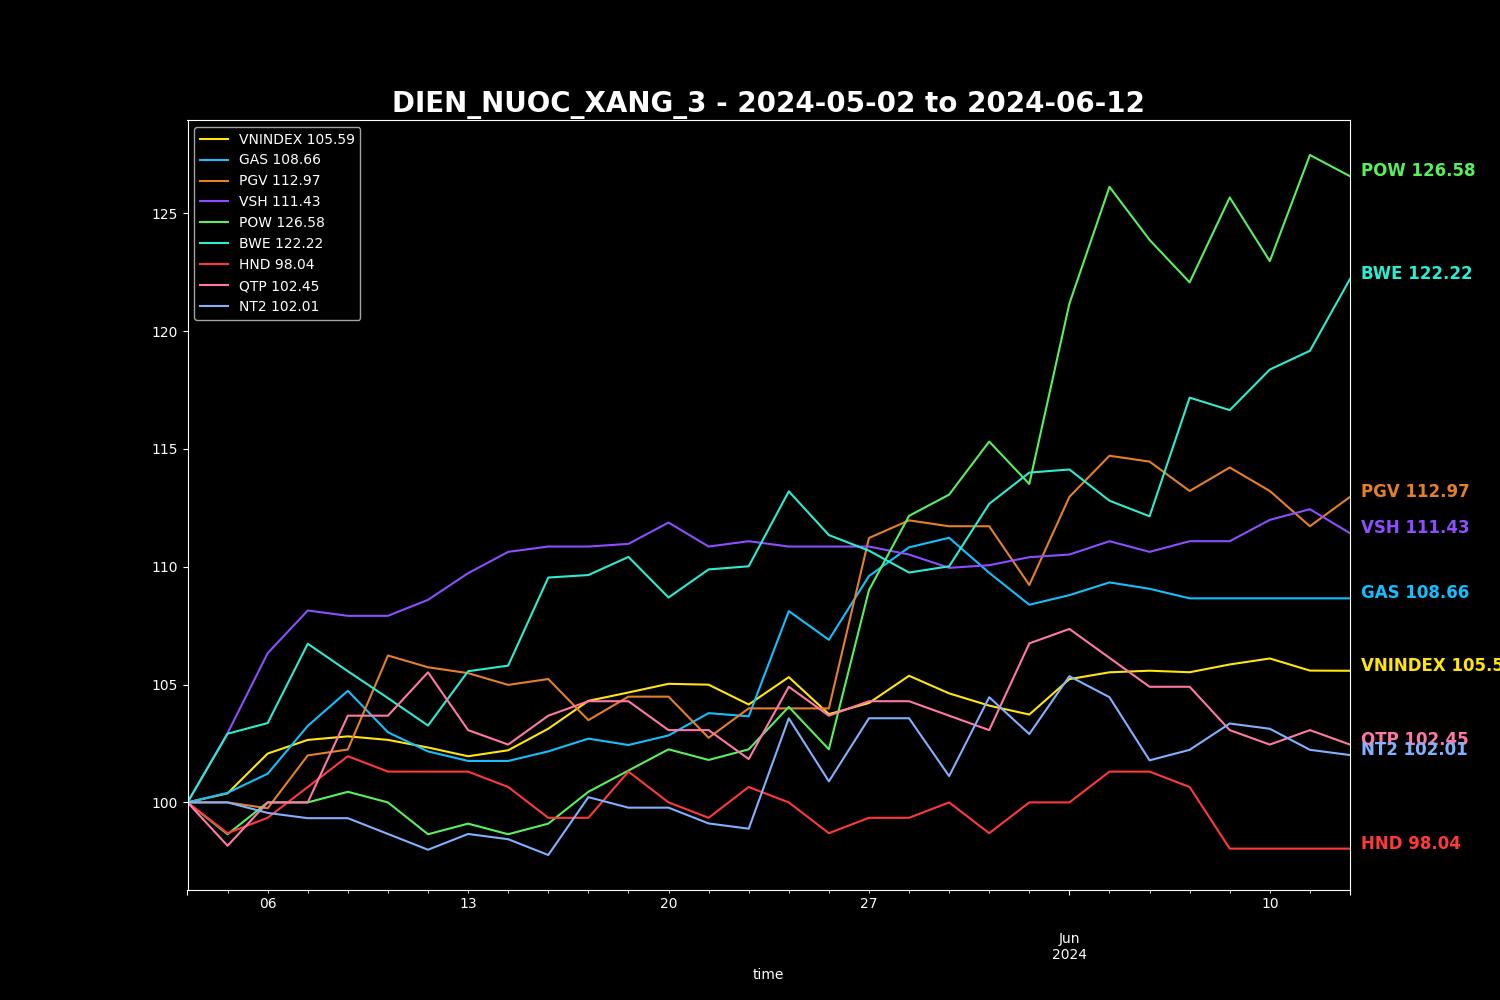 DIEN_NUOC_XANG_3 - 2024-05-02 to 2024-06-12
VNINDEX 105.59
GAS 108.66
PGV 112.97
VSH 111.43
POW 126.58
BWE 122.22
HND 98.04
QTP 102.45
NT2 102.01
125
120
115
110
105
100
POW 126.58
BWE 122.22
PGV 112.97
VSH 111.43
GAS 108.66
VNINDEX 105.5
QTP 102.45
NT2 102.01
HND 98.04
06
13
20
27
10
Jun
2024
time